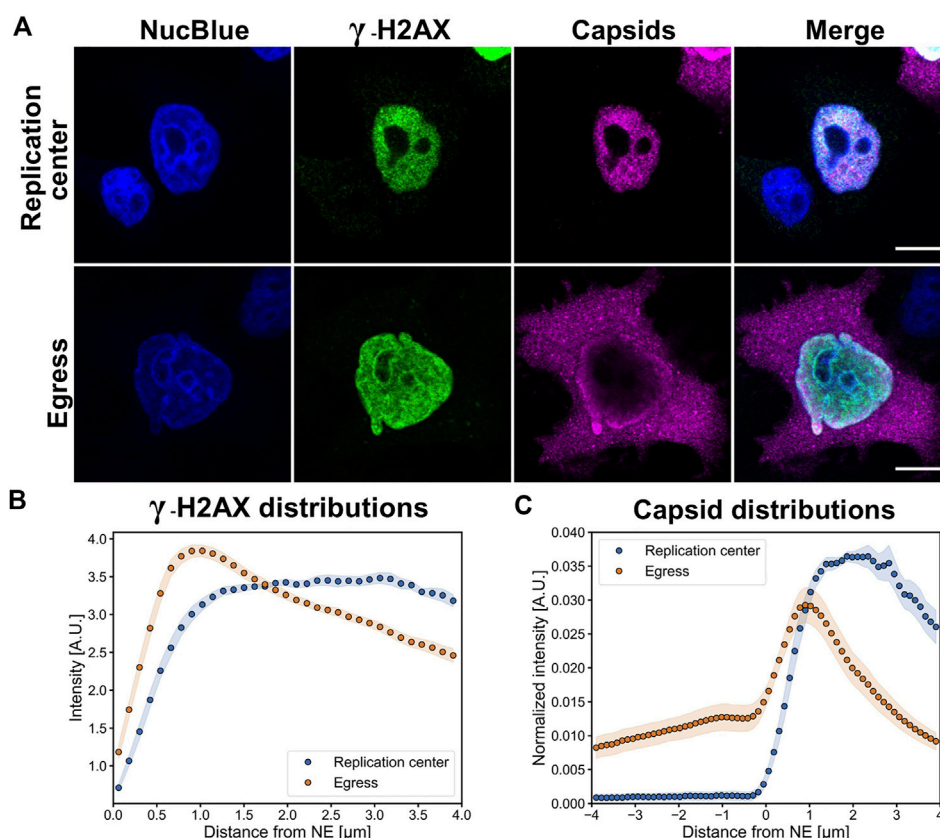 A
NucBlue
γ-H2AX
Capsids
Merge
Replication
center
Egress
B
γ-H2AX distributions
Intensity [A.U.]
4.0
3.5
3.0
2.5
2.0
1.5
1.0
Replication center
Egress
0.0 0.5 1.0 1.5 2.0 2.5 3.0 3.5 4.0
Distance from NE [µm]
C
Capsid distributions
Normalized intensity [A.U.]
0.040
0.035
0.030
0.025
0.020
0.015
0.010
0.005
0.000
Replication center
Egress
−4 −3 −2 −1 0 1 2 3 4
Distance from NE [µm]